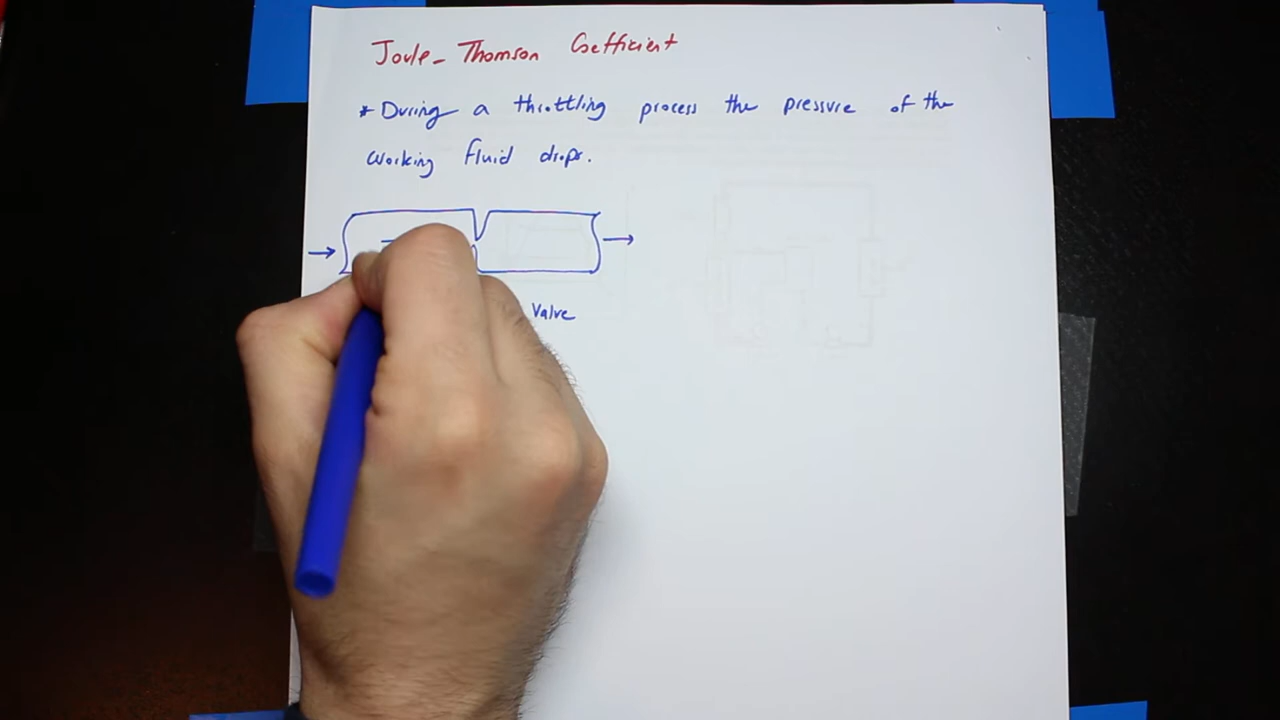 Joule-Thomson Coefficient
* During a throttling process the pressure of the
working fluid drops.
Valve